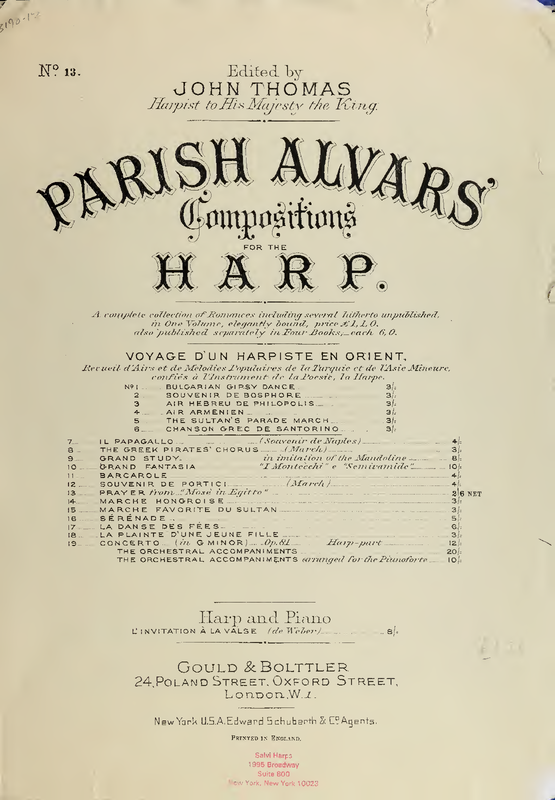 Nº 13.
Edited by
JOHN THOMAS
Harpist to His Majesty the King.
PARISH ALVARS'
Compositions
FOR THE
HARP.
A complete collection of Romances including several hitherto unpublished,
in One Volume, elegantly bound, price £1,1,0.
also published separately in Four Books,_ each 6,0.
VOYAGE D'UN HARPISTE EN ORIENT,
Recueil d'Airs et de Mélodies Populaires de la Turquie et de l'Asie Mineure,
confiés à l'Instrument de la Poesie, la Harpe.
Nº 1 BULGARIAN GIPSY DANCE 3/.
2 SOUVENIR DE BOSPHORE 3/.
3 AIR HEBREU DE PHILOPOLIS 3/.
4 AIR ARMÉNIEN 3/.
5 THE SULTAN'S PARADE MARCH 3/.
6 CHANSON GREC DE SANTORINO 3/.
7 IL PAPAGALLO (Souvenir de Naples) 4/.
8 THE GREEK PIRATES' CHORUS (March) 3/.
9 GRAND STUDY in imitation of the Mandoline 8/.
10 GRAND FANTASIA "I Montecchi" e "Semiramide" 10/.
11 BARCAROLE 4/.
12 SOUVENIR DE PORTICI (March) 4/.
13 PRAYER from "Mosé in Egitto" 2/6 NET
14 MARCHE HONGROISE 3/.
15 MARCHE FAVORITE DU SULTAN 3/.
16 SÉRÉNADE 5/.
17 LA DANSE DES FÉES 6/.
18 LA PLAINTE D'UNE JEUNE FILLE 3/.
19 CONCERTO (in G MINOR) Op. 81 Harp-part 12/.
THE ORCHESTRAL ACCOMPANIMENTS 20/.
THE ORCHESTRAL ACCOMPANIMENTS arranged for the Pianoforte 10/.
Harp and Piano
L'INVITATION À LA VALSE (de Weber) 8/.
GOULD & BOLTTLER
24, POLAND STREET, OXFORD STREET,
LONDON, W.1.
New York U.S.A. Edward Schuberth & Cº Agents.
PRINTED IN ENGLAND.
Salvi Harps
1995 Broadway
Suite 600
New York, New York 10023